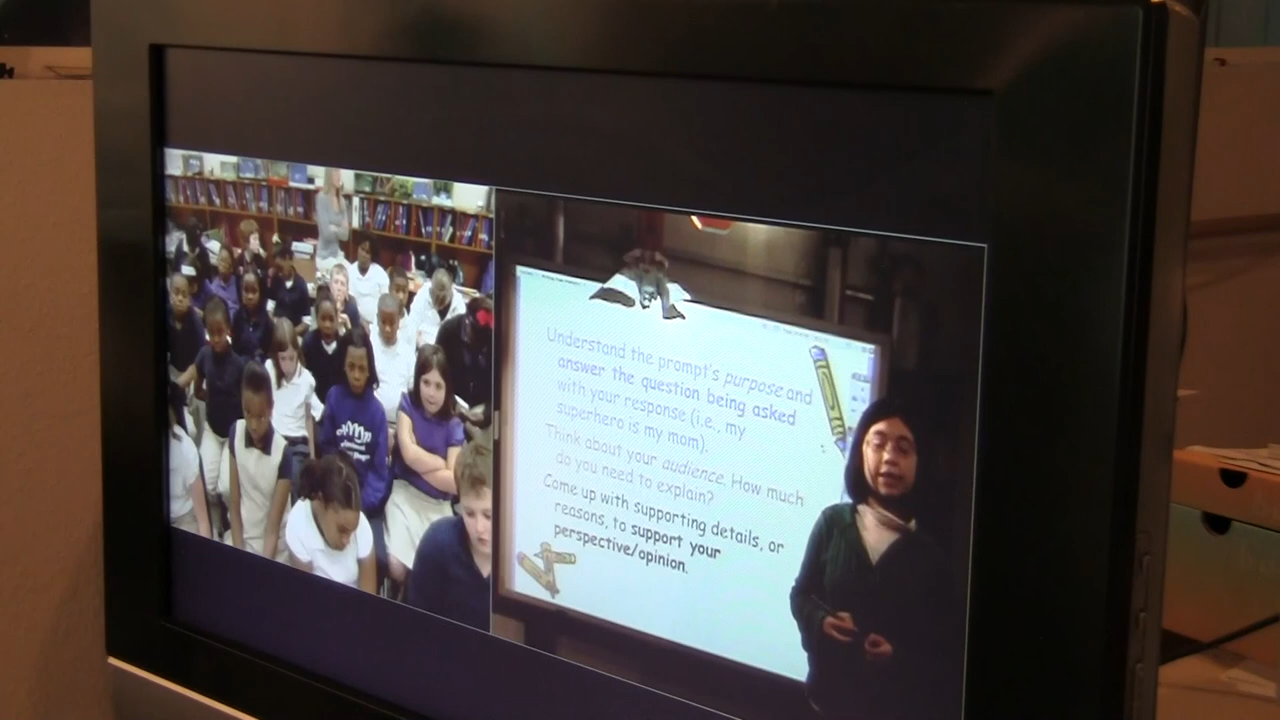 Understand the prompt's purpose and
answer the question being asked
with your response (i.e., my
superhero is my mom).
Think about your audience. How much
do you need to explain?
Come up with supporting details, or
reasons, to support your
perspective/opinion.